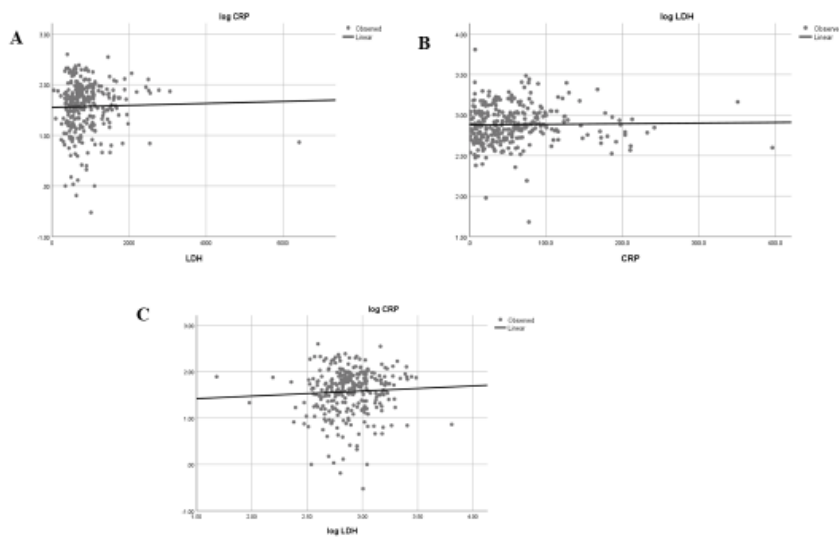 A
log CRP
Observed
Linear
3.00
2.00
1.00
.00
-1.00
0
2000
4000
6000
LDH
B
log LDH
Observe
Linear
4.00
3.00
2.00
1.00
.0
100.0
200.0
300.0
400.0
CRP
C
log CRP
Observed
Linear
3.00
2.00
1.00
.00
-1.00
1.00
2.00
3.00
4.00
log LDH